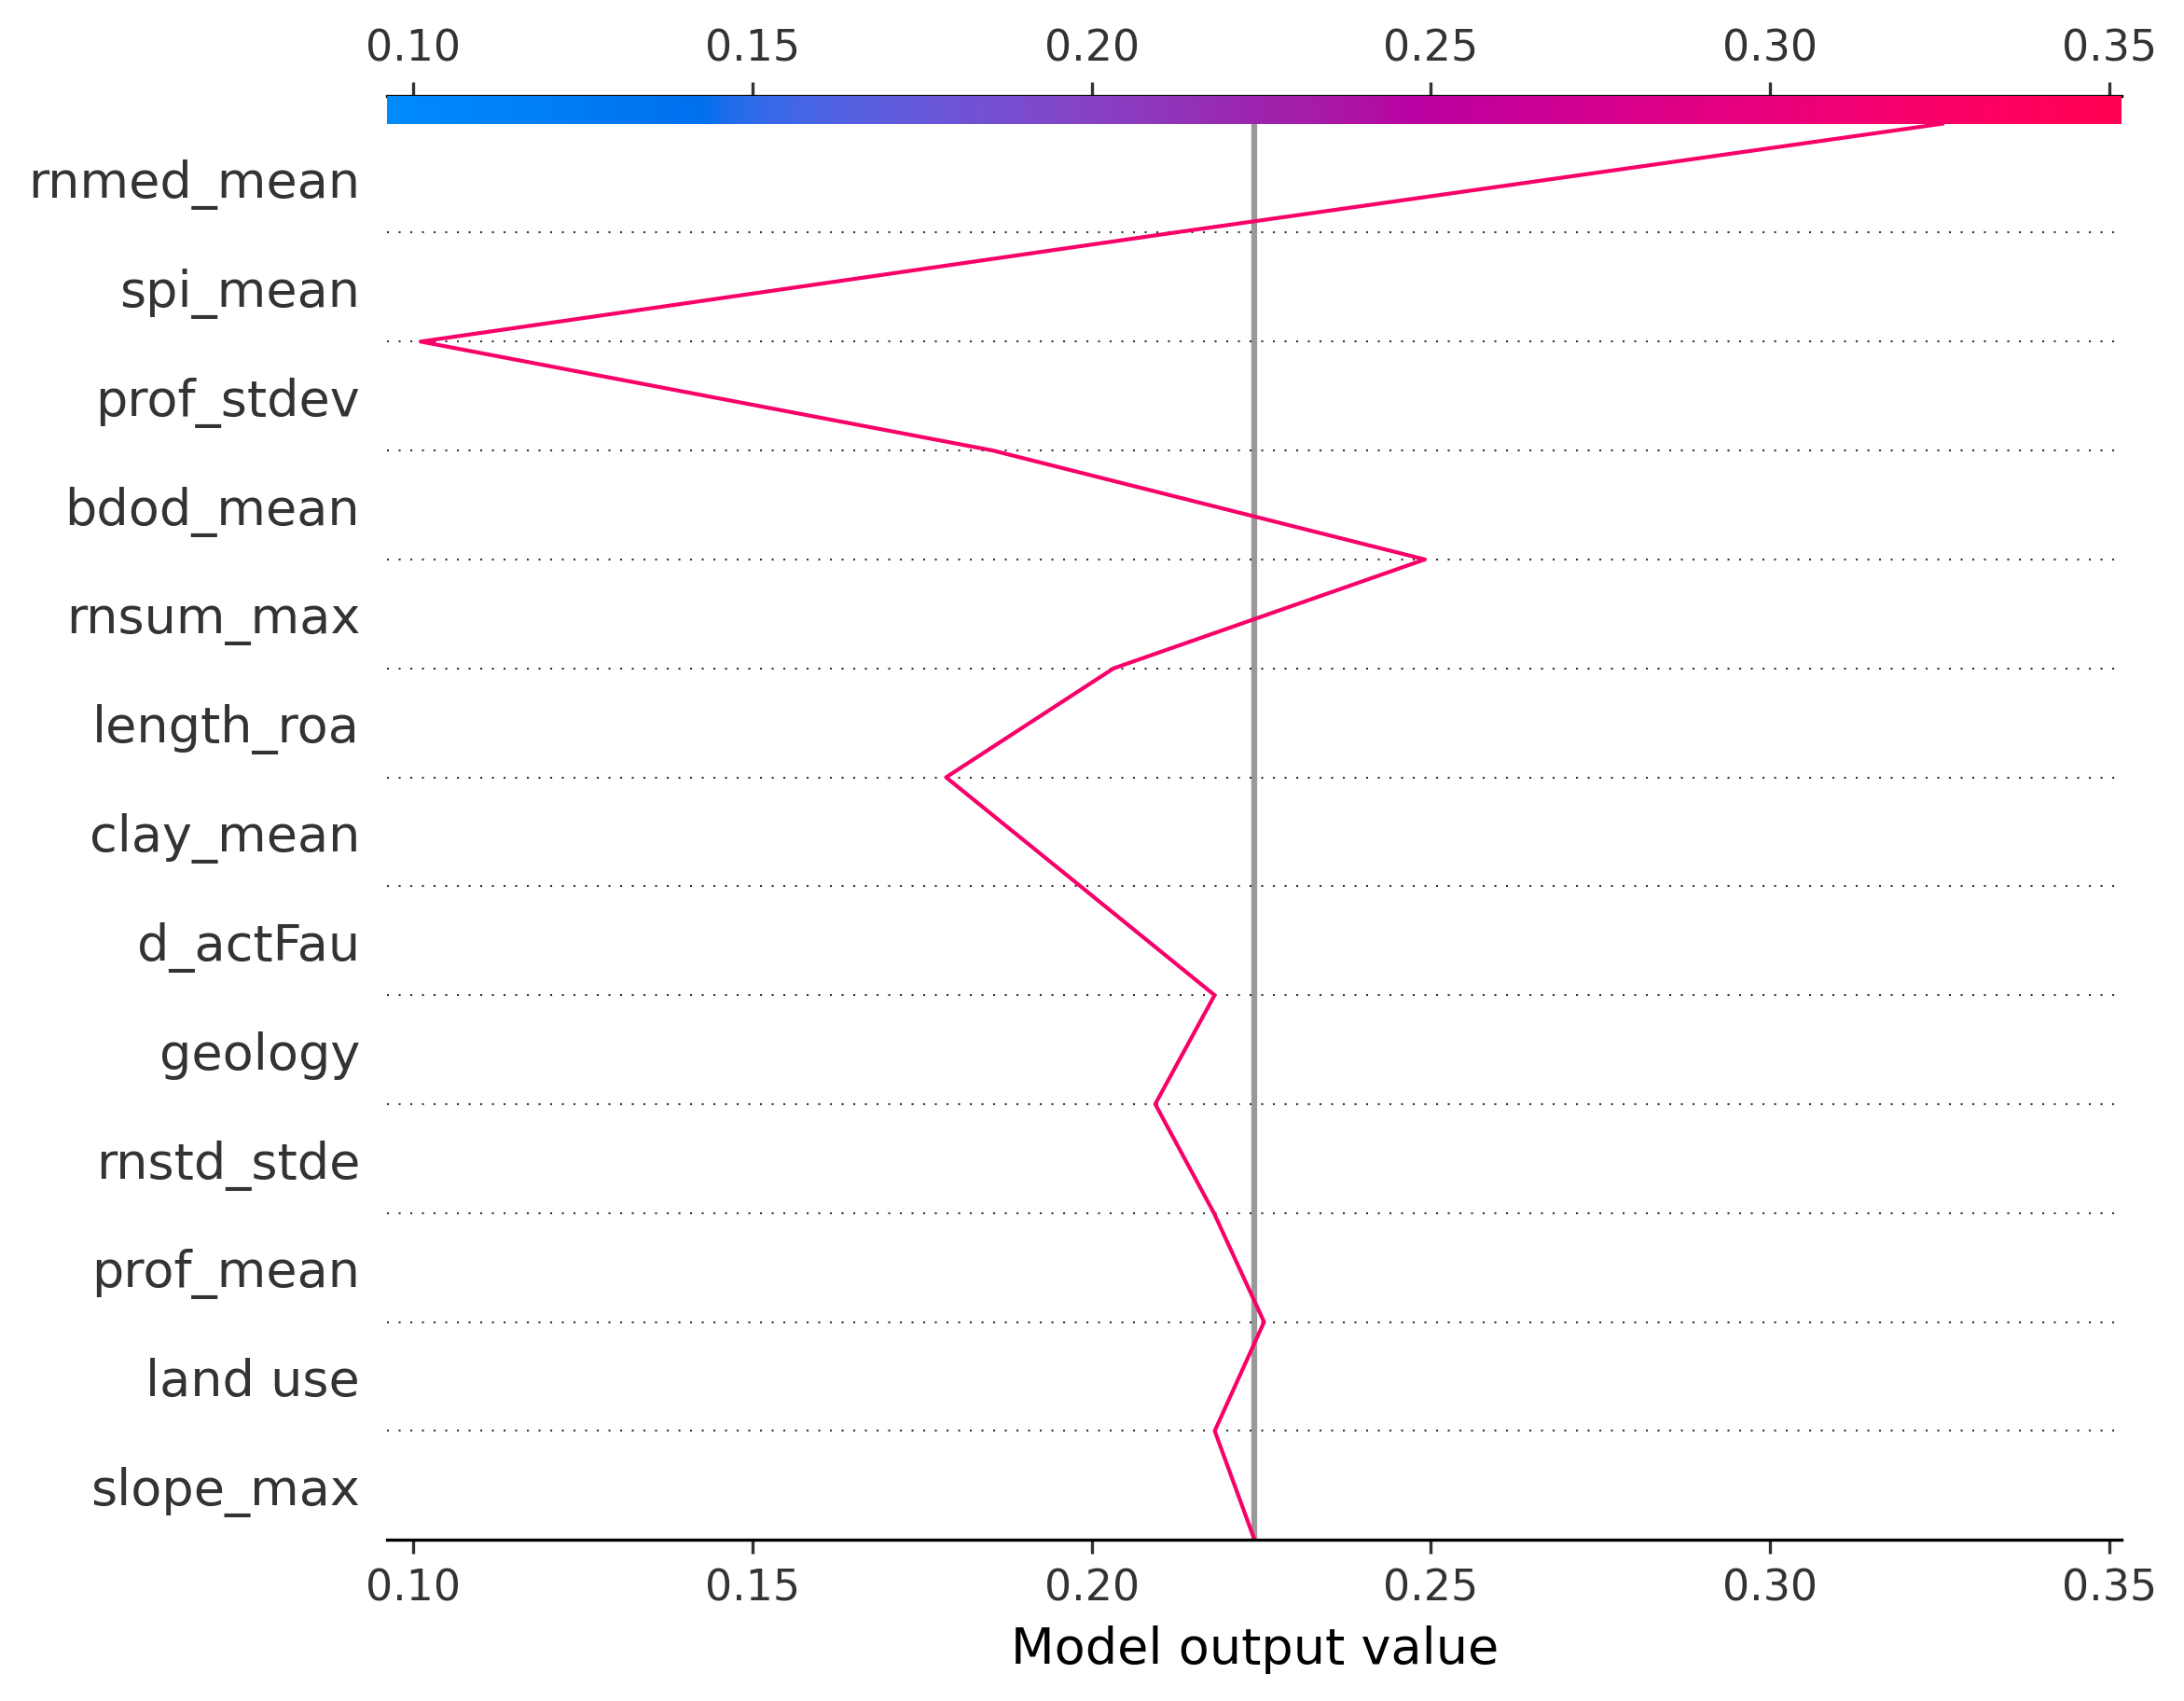 0.10 0.15 0.20 0.25 0.30 0.35
rnmed_mean
spi_mean
prof_stdev
bdod_mean
rnsum_max
length_roa
clay_mean
d_actFau
geology
rnstd_stde
prof_mean
land use
slope_max
0.10 0.15 0.20 0.25 0.30 0.35
Model output value